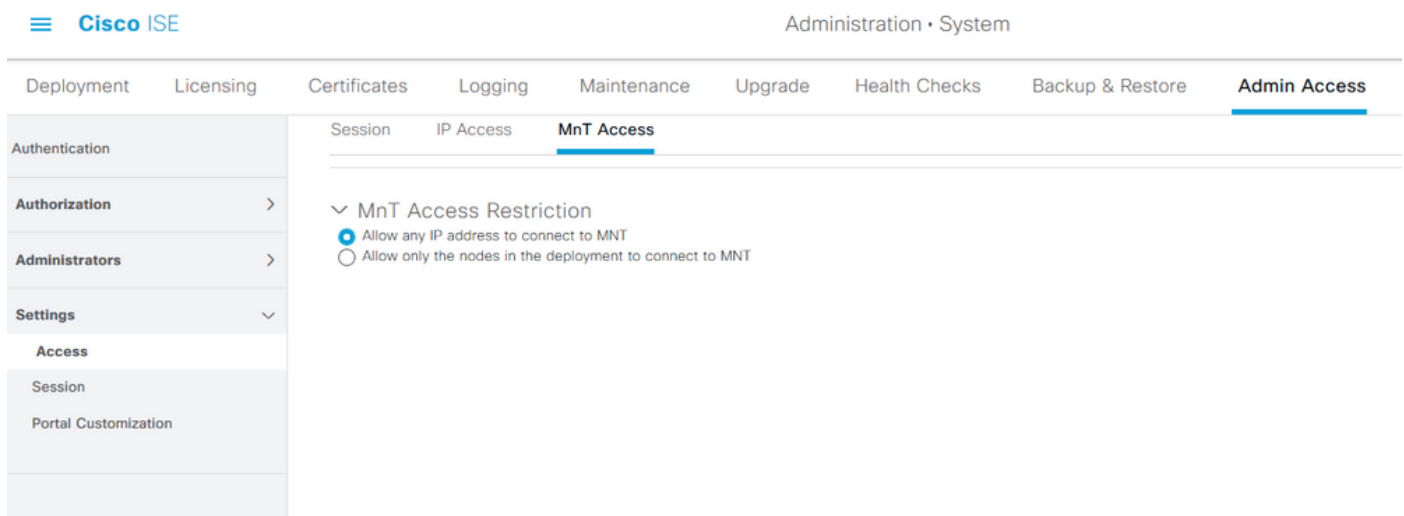 Cisco ISE
Administration · System
Deployment Licensing Certificates Logging Maintenance Upgrade Health Checks Backup & Restore Admin Access
Authentication
Authorization
Administrators
Settings
Access
Session
Portal Customization
Session IP Access MnT Access
MnT Access Restriction
Allow any IP address to connect to MNT
Allow only the nodes in the deployment to connect to MNT